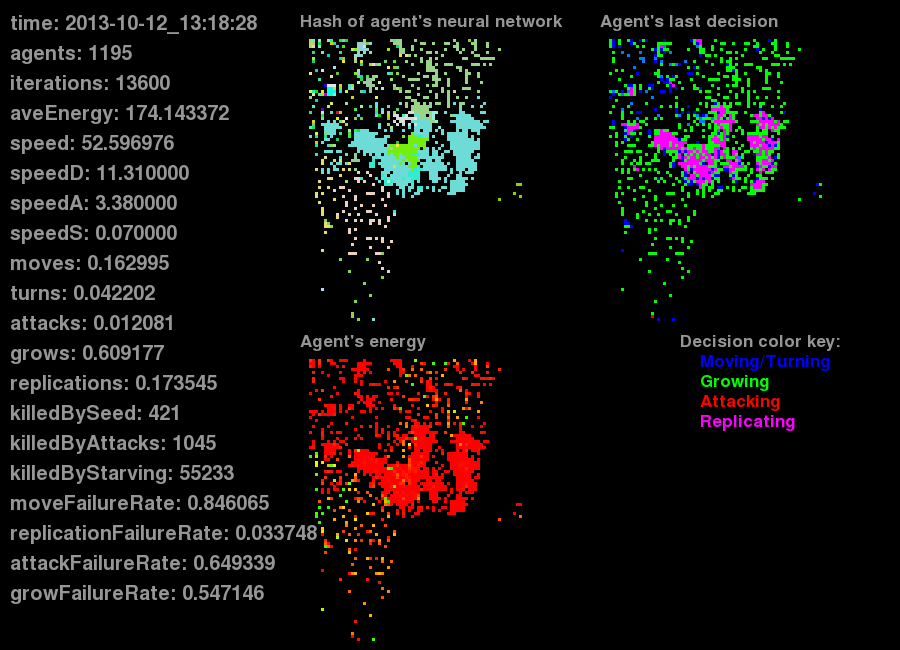 time: 2013-10-12_13:18:28
agents: 1195
iterations: 13600
aveEnergy: 174.143372
speed: 52.596976
speedD: 11.310000
speedA: 3.380000
speedS: 0.070000
moves: 0.162995
turns: 0.042202
attacks: 0.012081
grows: 0.609177
replications: 0.173545
killedBySeed: 421
killedByAttacks: 1045
killedByStarving: 55233
moveFailureRate: 0.846065
replicationFailureRate: 0.033748
attackFailureRate: 0.649339
growFailureRate: 0.547146
Hash of agent's neural network
Agent's last decision
Agent's energy
Decision color key:
Moving/Turning
Growing
Attacking
Replicating